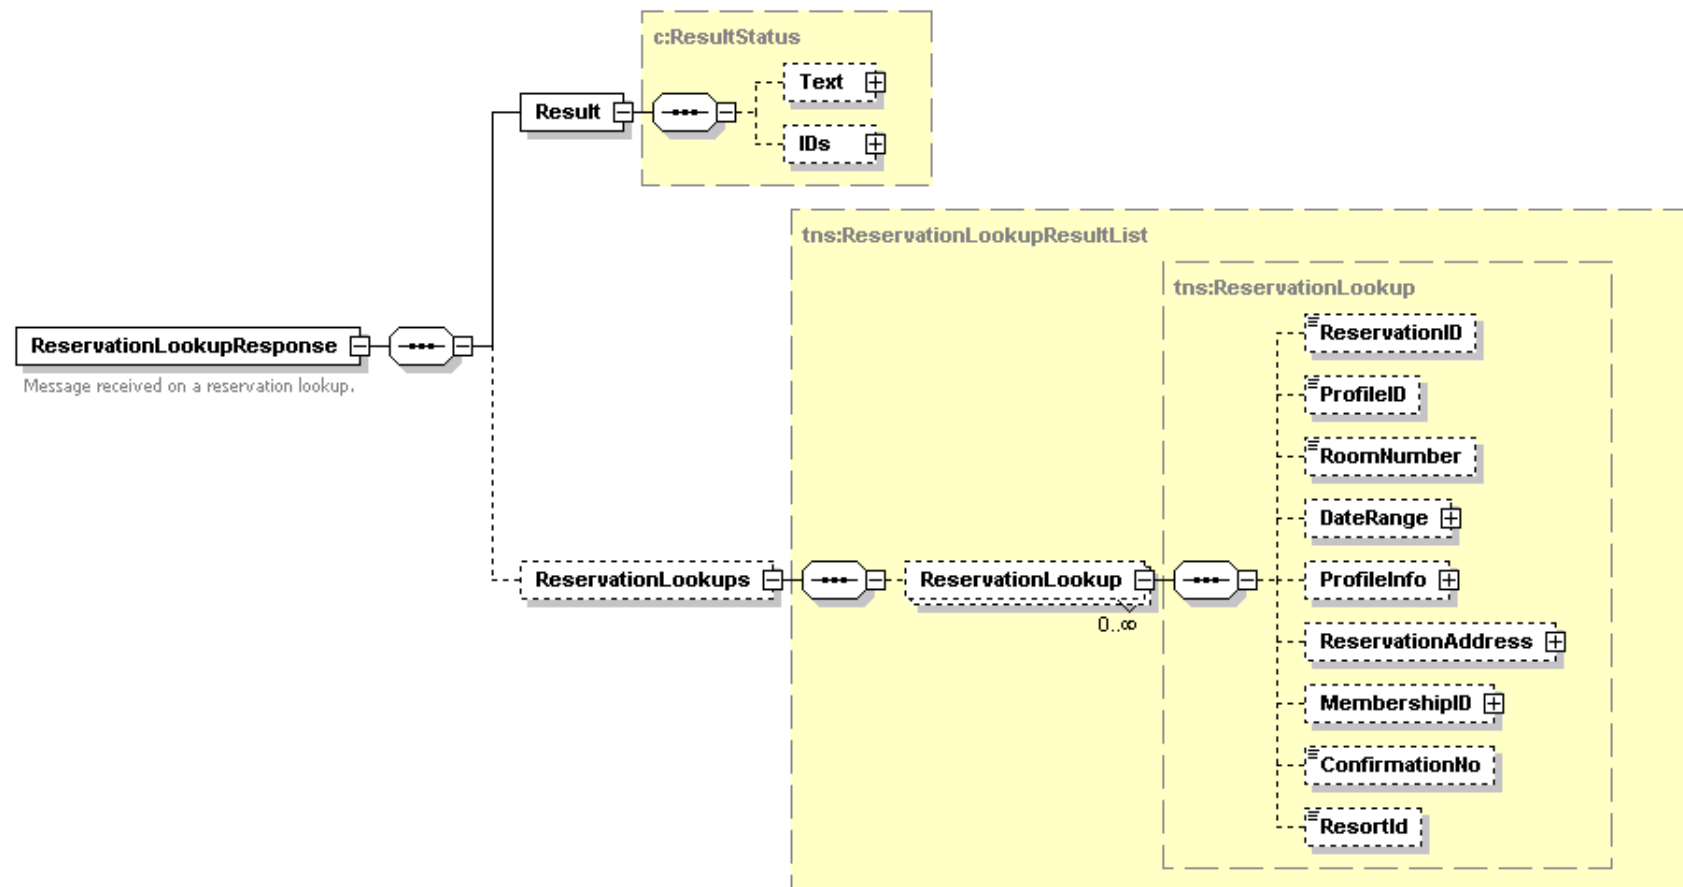 c:ResultStatus
Text
Result
IDs
tns:ReservationLookupResultList
tns:ReservationLookup
ReservationID
ReservationLookupResponse
Message received on a reservation lookup.
ProfileID
RoomNumber
DateRange
ReservationLookups
ReservationLookup
0..∞
ProfileInfo
ReservationAddress
MembershipID
ConfirmationNo
ResortId